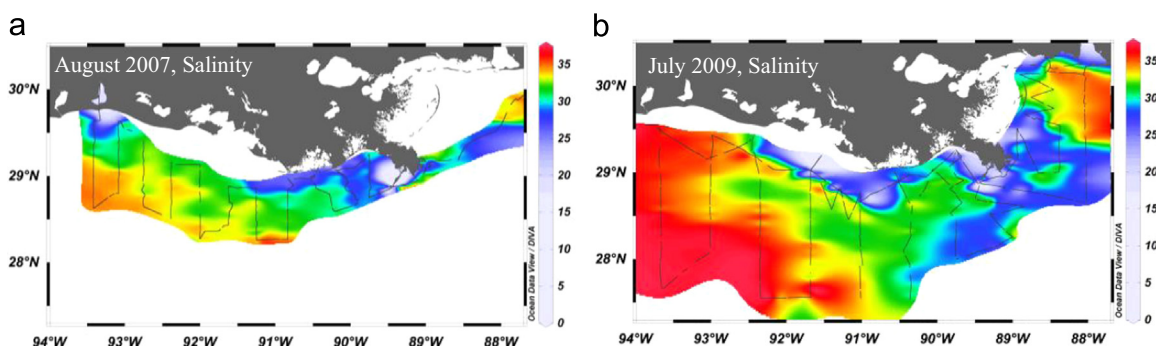 a
August 2007, Salinity
30°N
29°N
28°N
94°W 93°W 92°W 91°W 90°W 89°W 88°W
35
30
25
20
15
10
5
0
Ocean Data View / DIVA
b
July 2009, Salinity
30°N
29°N
28°N
94°W 93°W 92°W 91°W 90°W 89°W 88°W
35
30
25
20
15
10
5
0
Ocean Data View / DIVA